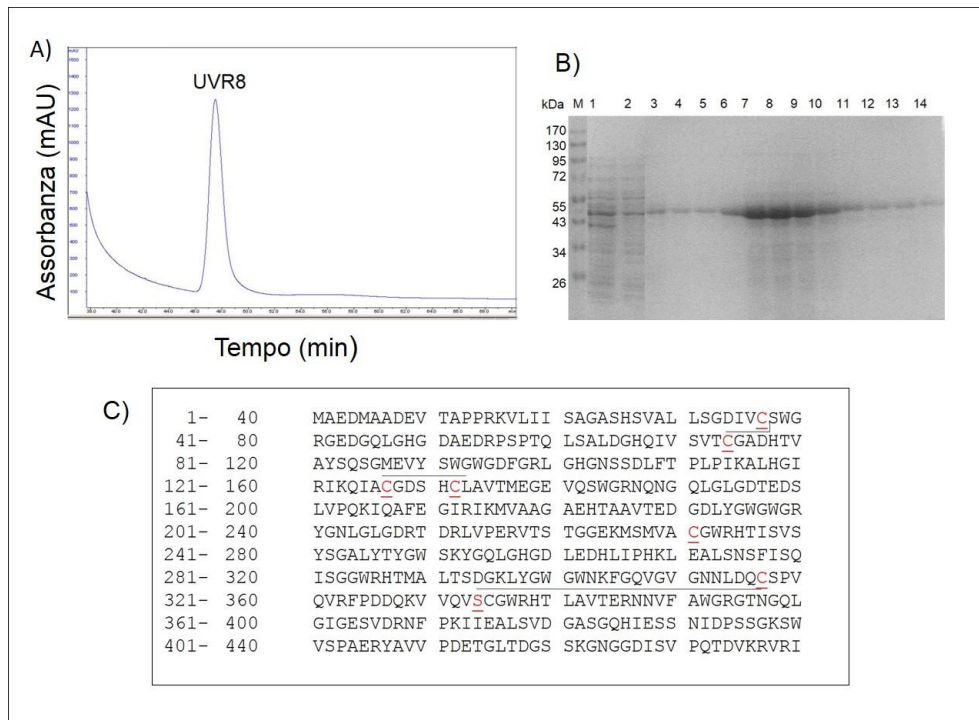 A)
UVR8
Assorbanza (mAU)
Tempo (min)
B)
kDa M 1 2 3 4 5 6 7 8 9 10 11 12 13 14
170
130
95
72
55
43
34
26
C)
1- 40 MAEDMAADEV TAPPRKVLII SAGASHSVAL LSGDIVCSWG
41- 80 RGEDGQLGHG DAEDRPSPTQ LSALDGHQIV SVTCGADHTV
81-120 AYSQSGMEVY SWGWGDFGRL GHGNSSDLFT PLPIKALHGI
121-160 RIKQIACGDS HCLAVTMEGE VQSWGRNQNG QLGLGDTEDS
161-200 LVPQKIQAFE GIRIKMVAAG AEHTAAVTED GDLYGWGWGR
201-240 YGNLGLGDRT DRLVPERVTS TGGEKMSMVA CGWRHTISVS
241-280 YSGALYTYGW SKYGQLGHGD LEDHLIPHKL EALSNSFISQ
281-320 ISGGWRHTMA LTSDGKLYGW GWNKFGQVGV GNNLDQCSPV
321-360 QVRFPDDQKV VQVSCGWRHT LAVTERNNVF AWGRGTNGQL
361-400 GIGESVDRNF PKIIEALSVD GASGQHIESS NIDPSSGKSW
401-440 VSPAERYAVV PDETGLTDGS SKGNGGDISV PQTDVKRVRI